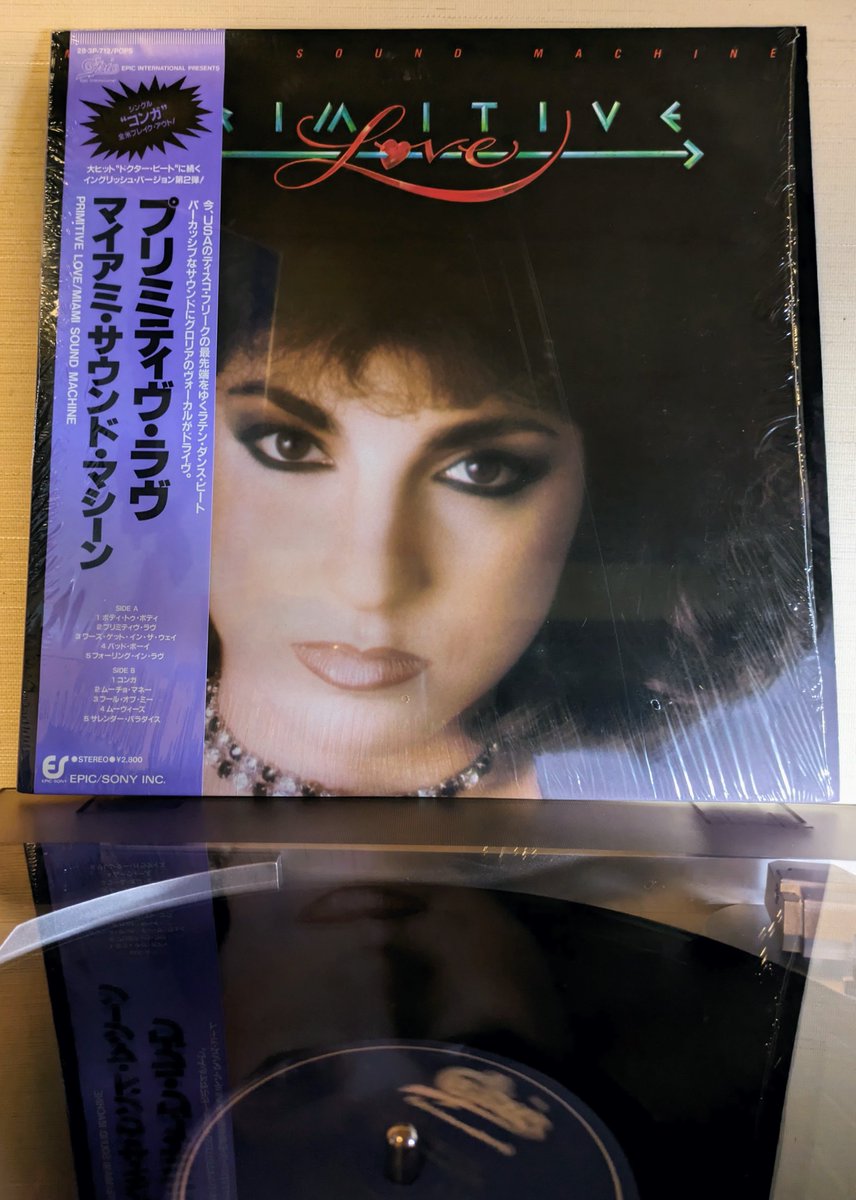 28·3P-712/POPS
Epic
EPIC INTERNATIONAL PRESENTS
シングル
"コンガ"
全米ブレイク・アウト!
大ヒット"ドクター・ビート"に続く
イングリッシュ・バージョン第2弾!
今、USAのディスコ・フリークの最先端をゆくラテン・ダンス・ビート
パーカッシブなサウンドにグロリアのヴォーカルがドライヴ。
プリミティヴ・ラヴ
マイアミ・サウンド・マシーン
PRIMITIVE LOVE/MIAMI SOUND MACHINE
SIDE A
1 ボディ・トゥ・ボディ
2 プリミティヴ・ラヴ
3 ワーズ・ゲット・イン・ザ・ウェイ
4 バッド・ボーイ
5 フォーリング・イン・ラヴ
SIDE B
1 コンガ
2 ムーチョ・マネー
3 フール・オブ・ミー
4 ムーヴィーズ
5 サレンダー・パラダイス
●STEREO●¥2,800
ES
EPIC·SONY
EPIC/SONY INC.
SOUND MACHINE
RIMITIVE
Love
Epic